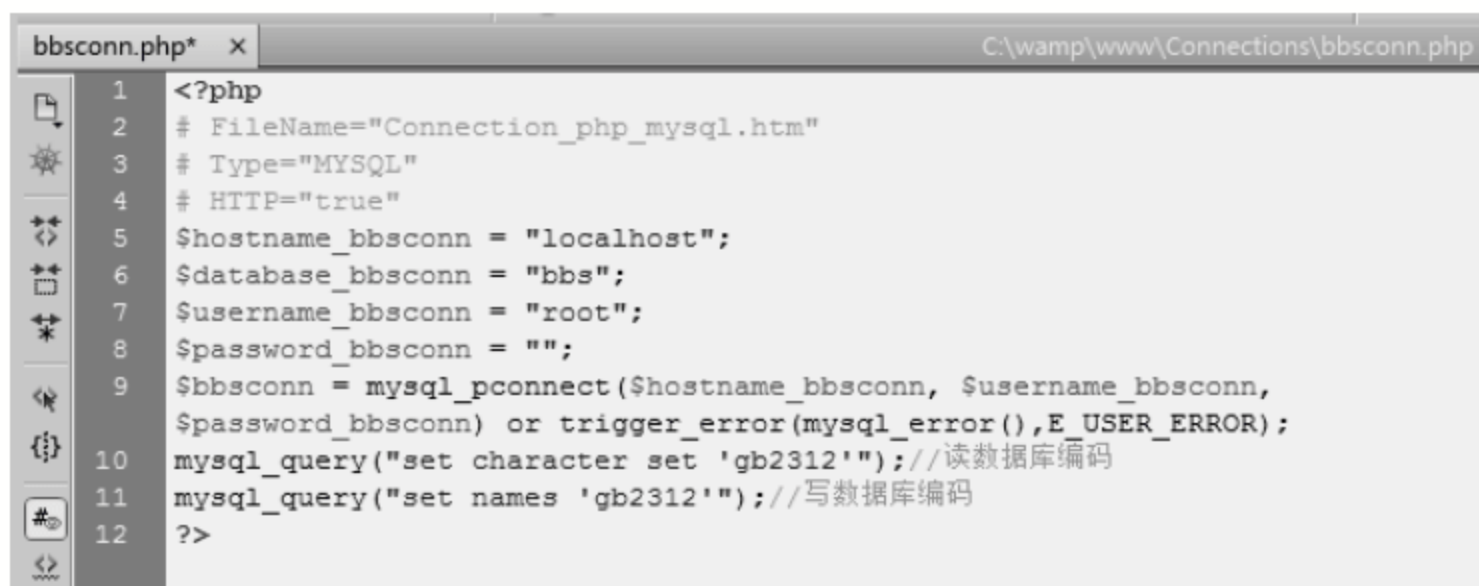 bbsconn.php* × C:\wamp\www\Connections\bbsconn.php
1 <?php
2 # FileName="Connection_php_mysql.htm"
3 # Type="MYSQL"
4 # HTTP="true"
5 $hostname_bbsconn = "localhost";
6 $database_bbsconn = "bbs";
7 $username_bbsconn = "root";
8 $password_bbsconn = "";
9 $bbsconn = mysql_pconnect($hostname_bbsconn, $username_bbsconn,
$password_bbsconn) or trigger_error(mysql_error(),E_USER_ERROR);
10 mysql_query("set character set 'gb2312'");//读数据库编码
11 mysql_query("set names 'gb2312'");//写数据库编码
12 ?>